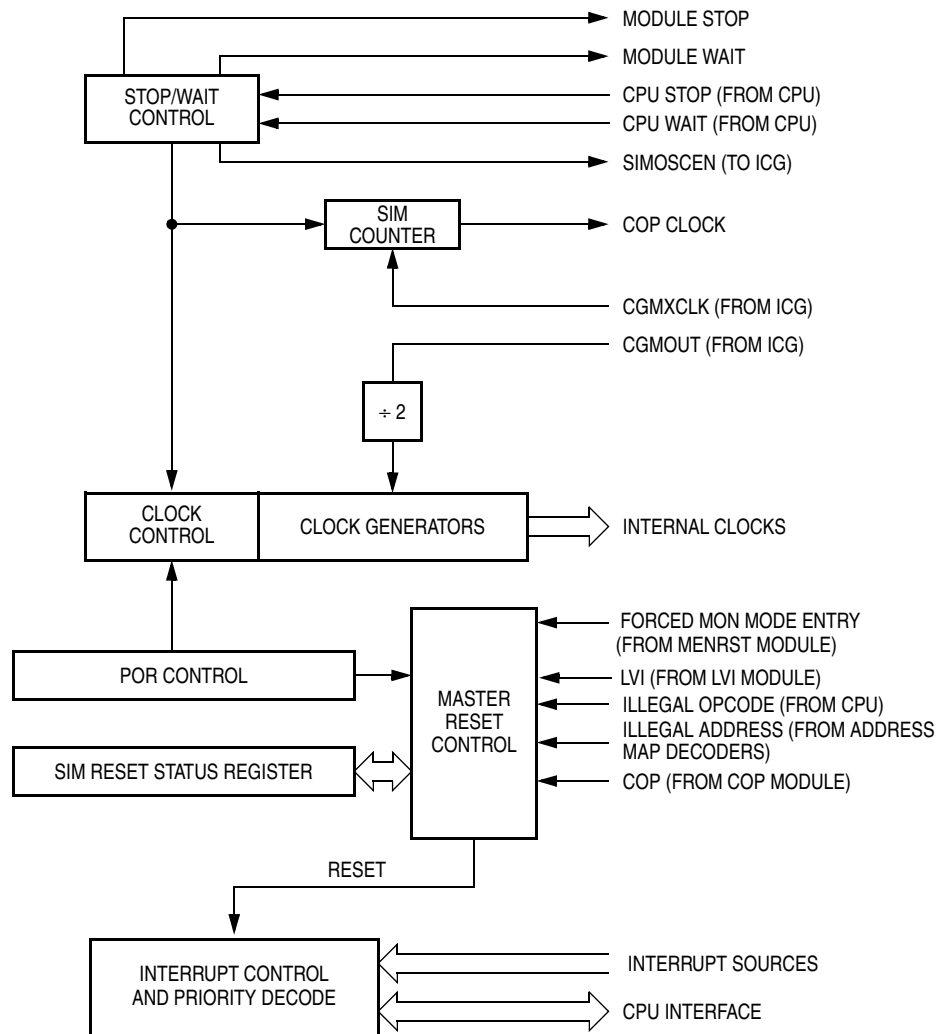 MODULE STOP
MODULE WAIT
STOP/WAIT
CONTROL
CPU STOP (FROM CPU)
CPU WAIT (FROM CPU)
SIMOSCEN (TO ICG)
SIM
COUNTER
COP CLOCK
CGMXCLK (FROM ICG)
CGMOUT (FROM ICG)
÷ 2
CLOCK
CONTROL
CLOCK GENERATORS
INTERNAL CLOCKS
FORCED MON MODE ENTRY
(FROM MENRST MODULE)
POR CONTROL
LVI (FROM LVI MODULE)
MASTER
RESET
CONTROL
ILLEGAL OPCODE (FROM CPU)
ILLEGAL ADDRESS (FROM ADDRESS
MAP DECODERS)
SIM RESET STATUS REGISTER
COP (FROM COP MODULE)
RESET
INTERRUPT CONTROL
AND PRIORITY DECODE
INTERRUPT SOURCES
CPU INTERFACE